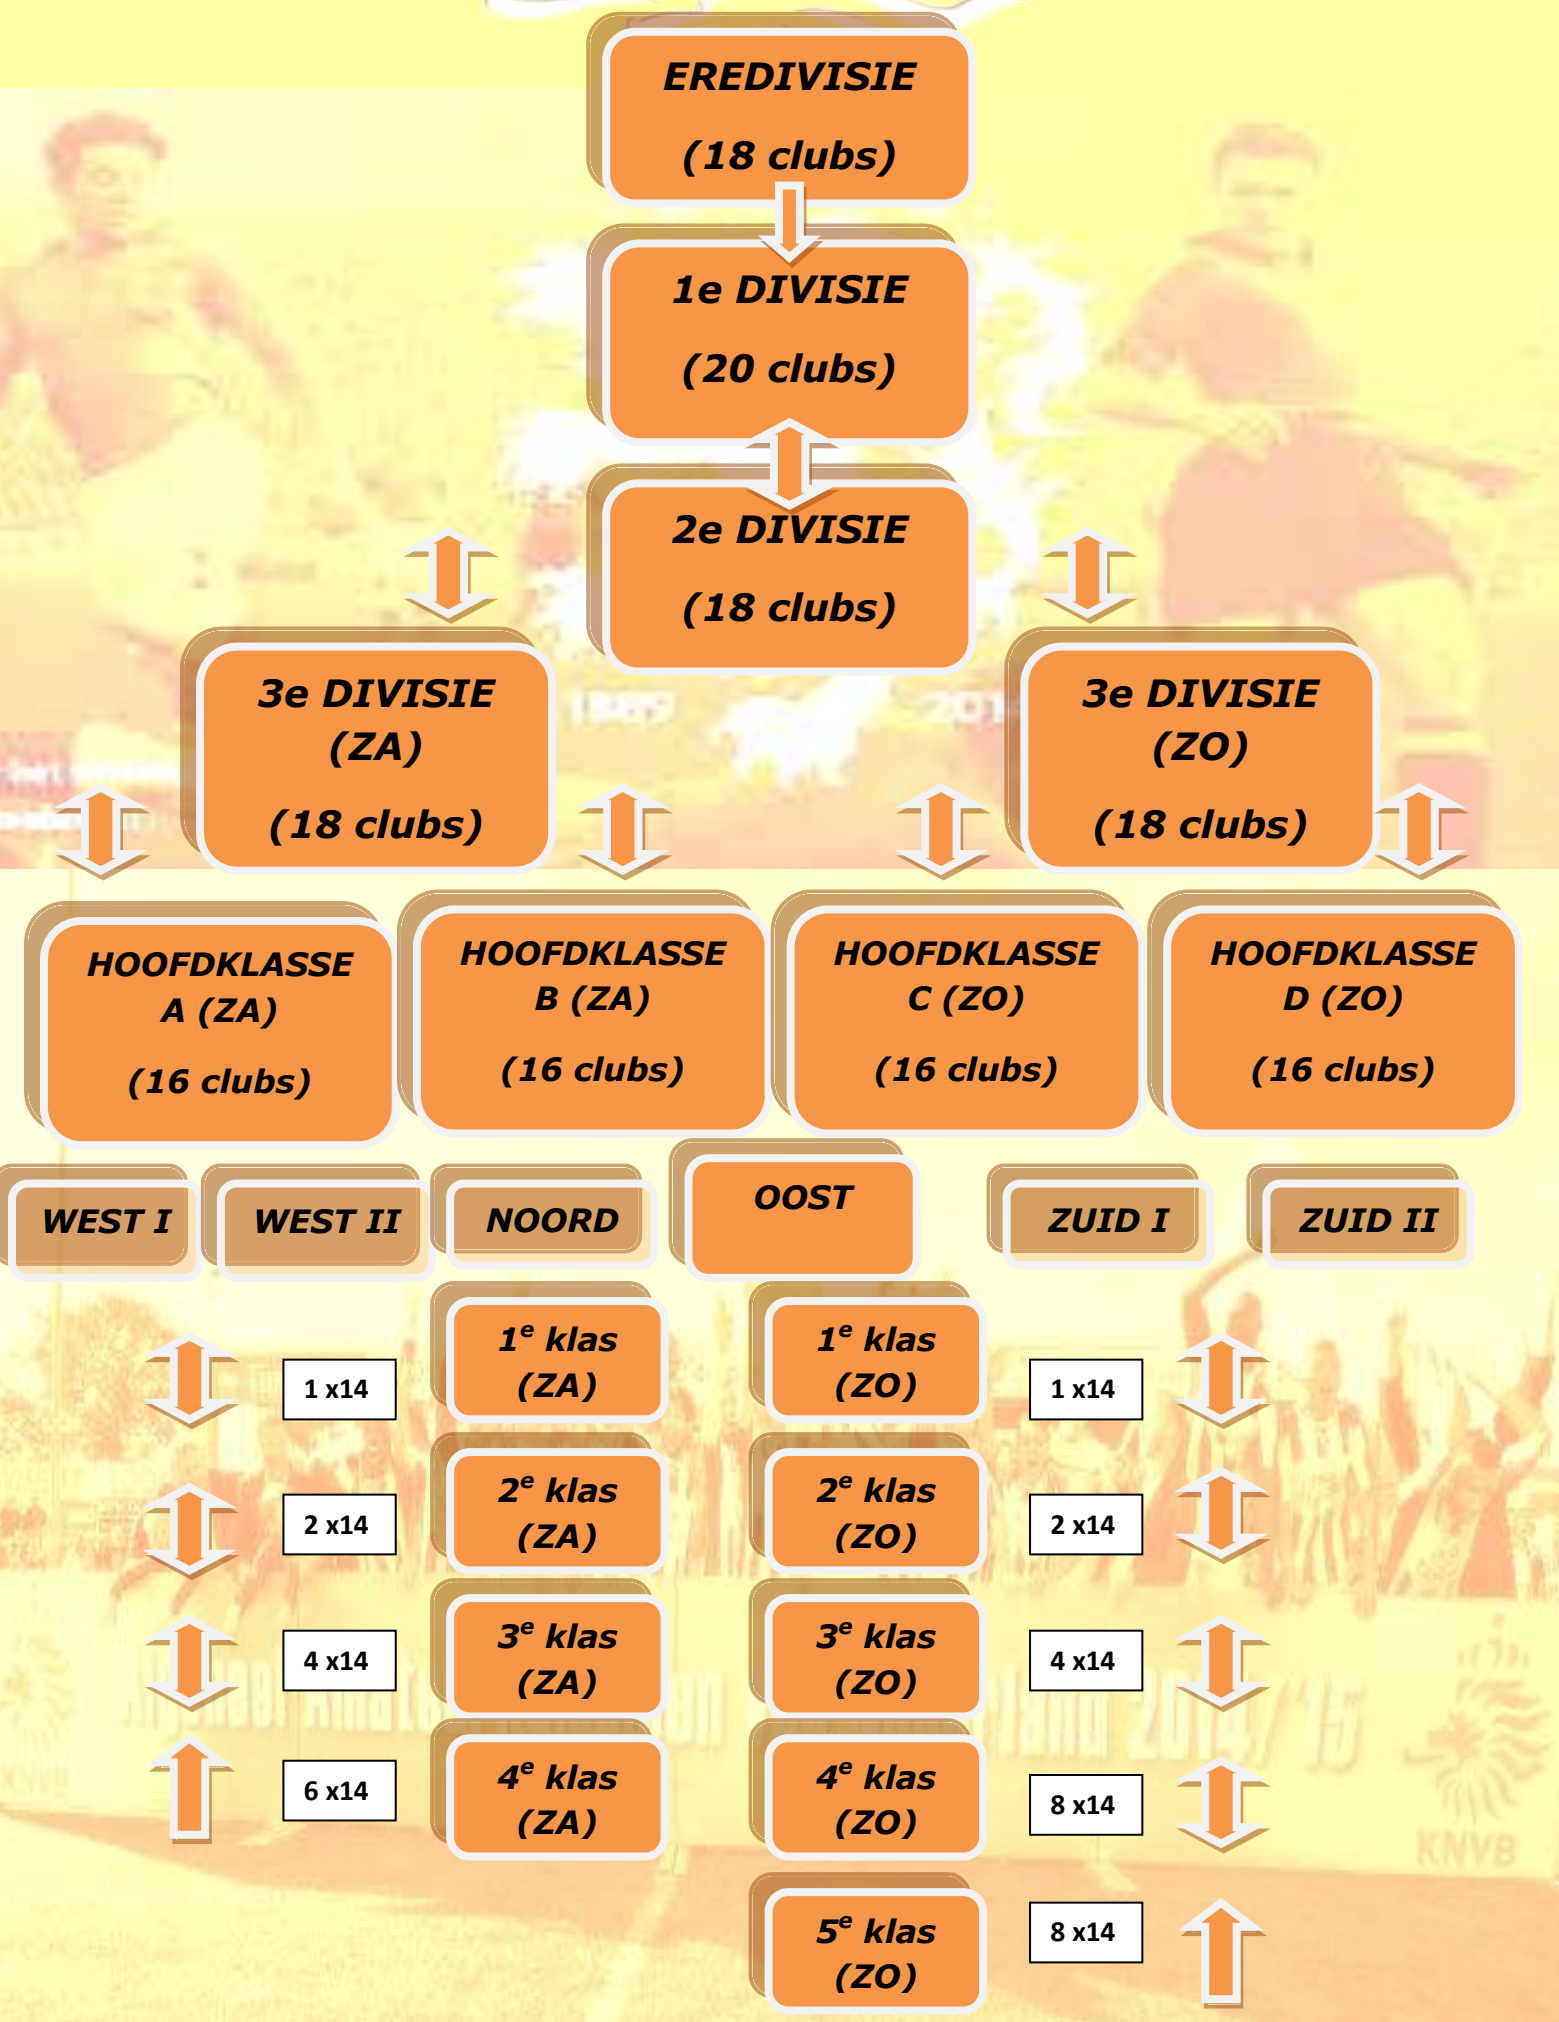 EREDIVISIE
(18 clubs)
1e DIVISIE
(20 clubs)
2e DIVISIE
(18 clubs)
3e DIVISIE
(ZA)
(18 clubs)
3e DIVISIE
(ZO)
(18 clubs)
1889
HOOFDKLASSE
A (ZA)
(16 clubs)
HOOFDKLASSE
B (ZA)
(16 clubs)
HOOFDKLASSE
C (ZO)
(16 clubs)
HOOFDKLASSE
D (ZO)
(16 clubs)
WEST I
WEST II
NOORD
OOST
ZUID I
ZUID II
1 x14
1e klas
(ZA)
1e klas
(ZO)
1 x14
2 x14
2e klas
(ZA)
2e klas
(ZO)
2 x14
4 x14
3e klas
(ZA)
3e klas
(ZO)
4 x14
2014/'15
6 x14
4e klas
(ZA)
4e klas
(ZO)
8 x14
KNVB
5e klas
(ZO)
8 x14